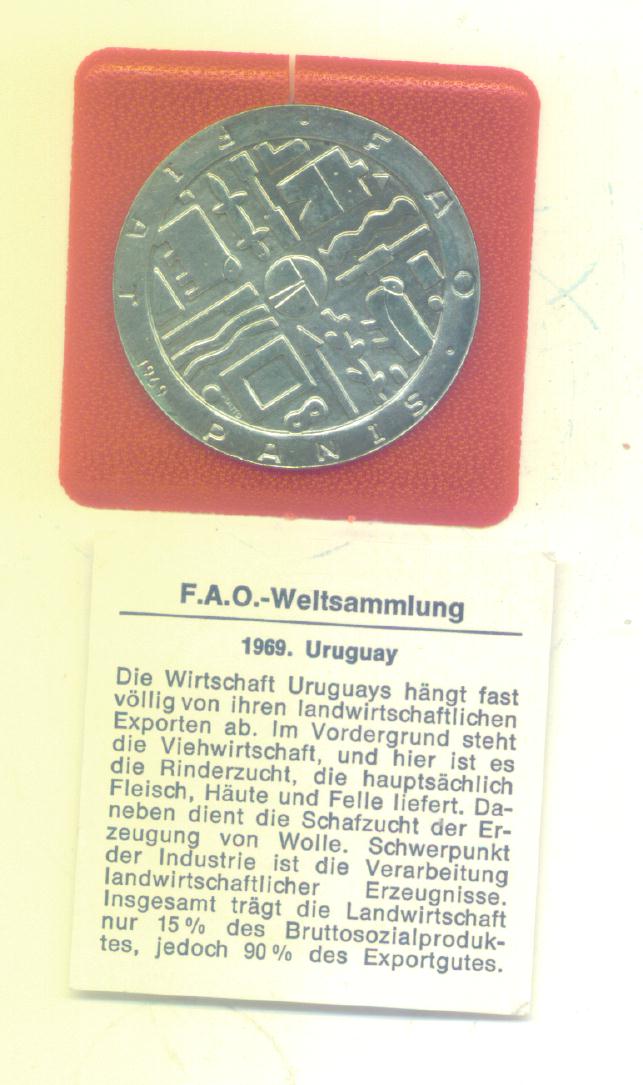 FIAT · F A O · PANIS
1969
F.A.O.-Weltsammlung
1969. Uruguay
Die Wirtschaft Uruguays hängt fast
völlig von ihren landwirtschaftlichen
Exporten ab. Im Vordergrund steht
die Viehwirtschaft, und hier ist es
die Rinderzucht, die hauptsächlich
Fleisch, Häute und Felle liefert. Da-
neben dient die Schafzucht der Er-
zeugung von Wolle. Schwerpunkt
der Industrie ist die Verarbeitung
landwirtschaftlicher Erzeugnisse.
Insgesamt trägt die Landwirtschaft
nur 15% des Bruttosozialproduk-
tes, jedoch 90% des Exportgutes.